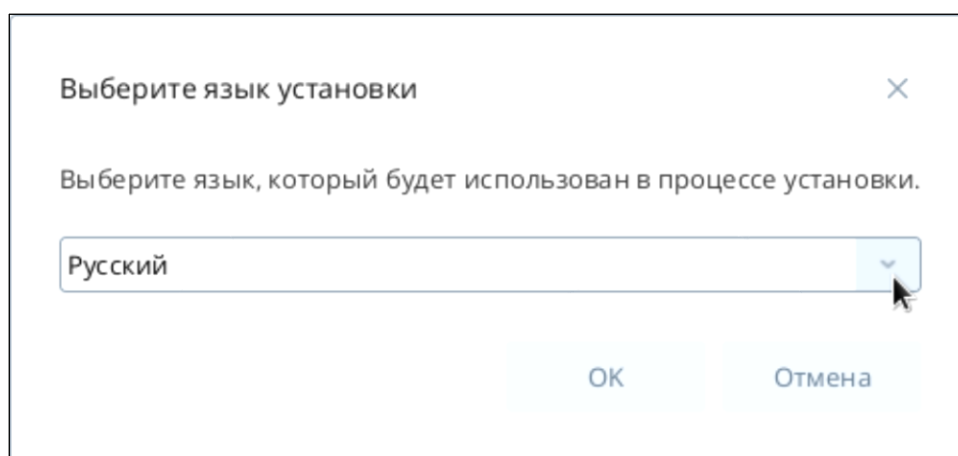 Выберите язык установки
Выберите язык, который будет использован в процессе установки.
Русский
OK
Отмена